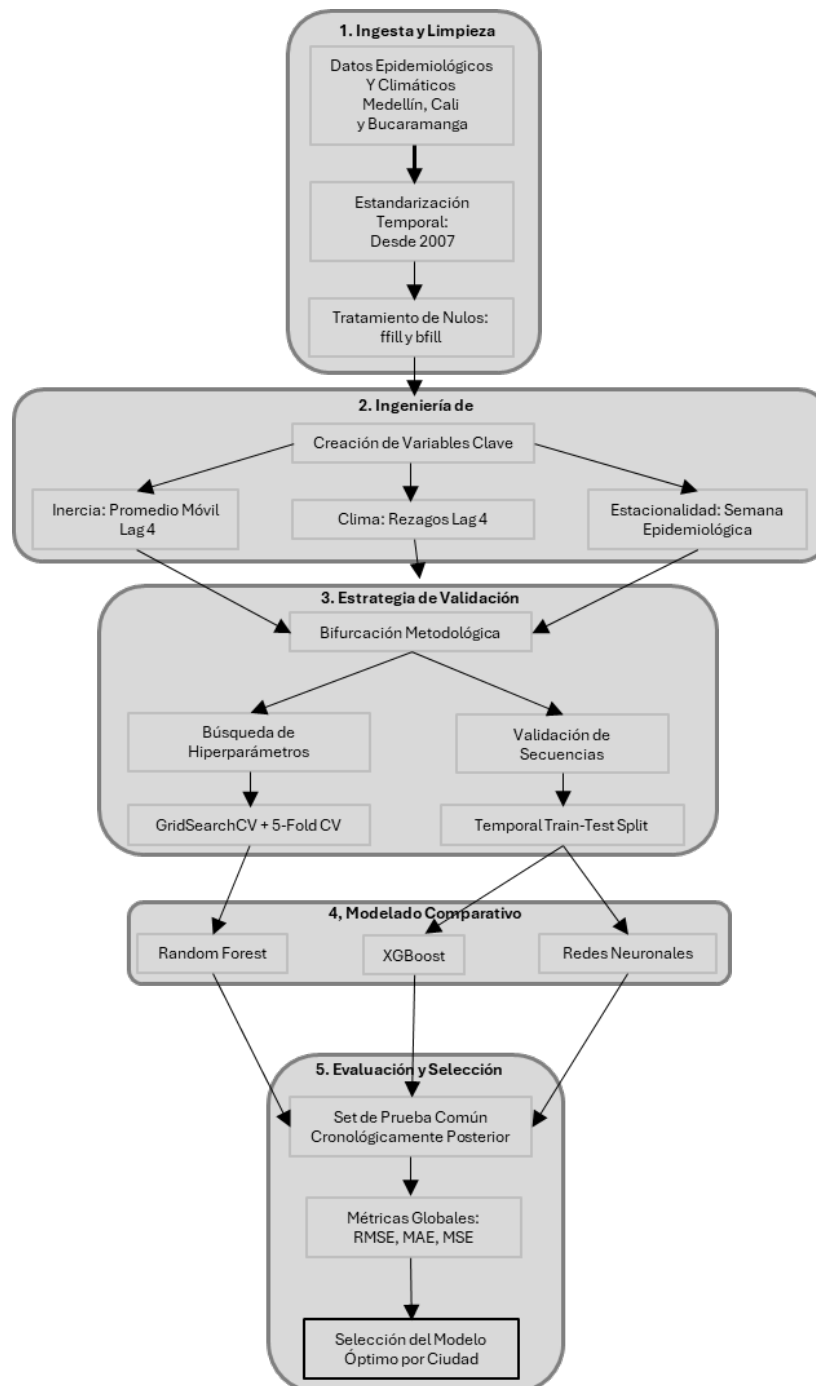 1. Ingesta y Limpieza
Datos Epidemiológicos
Y Climáticos
Medellín, Cali
y Bucaramanga
Estandarización
Temporal:
Desde 2007
Tratamiento de Nulos:
ffill y bfill
2. Ingeniería de
Creación de Variables Clave
Inercia: Promedio Móvil
Lag 4
Clima: Rezagos Lag 4
Estacionalidad: Semana
Epidemiológica
3. Estrategia de Validación
Bifurcación Metodológica
Búsqueda de
Hiperparámetros
Validación de
Secuencias
GridSearchCV + 5-Fold CV
Temporal Train-Test Split
4, Modelado Comparativo
Random Forest
XGBoost
Redes Neuronales
5. Evaluación y Selección
Set de Prueba Común
Cronológicamente Posterior
Métricas Globales:
RMSE, MAE, MSE
Selección del Modelo
Óptimo por Ciudad